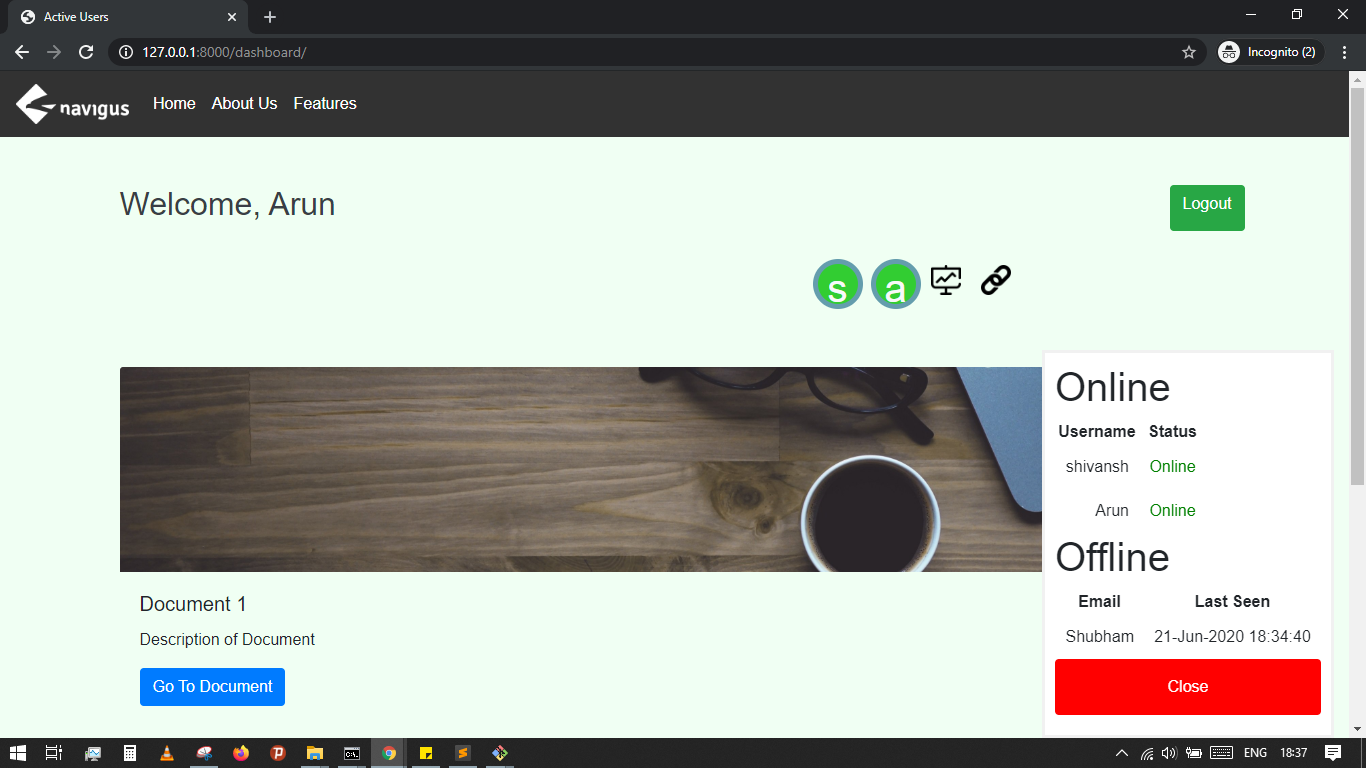 Active Users
127.0.0.1:8000/dashboard/
Incognito (2)
navigus
Home About Us Features
Welcome, Arun
Logout
s a
Online
Username Status
shivansh Online
Arun Online
Offline
Email Last Seen
Shubham 21-Jun-2020 18:34:40
Close
Document 1
Description of Document
Go To Document
ENG 18:37